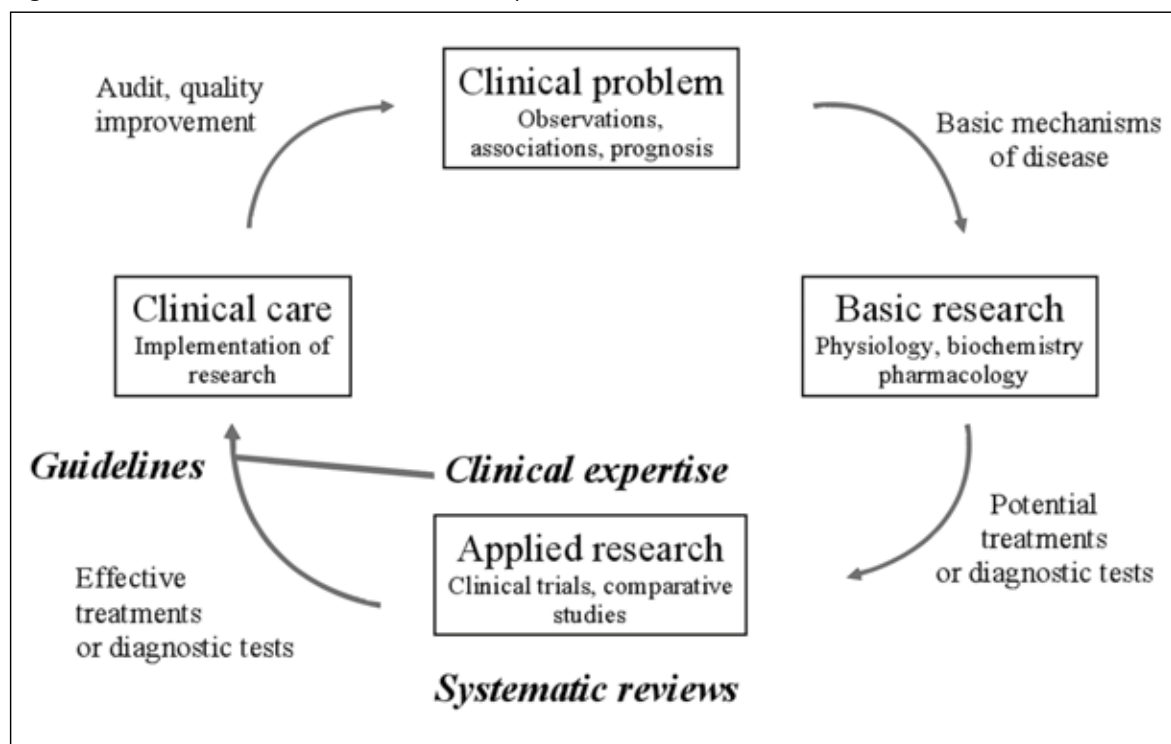 Clinical problem
Observations,
associations, prognosis
Audit, quality
improvement
Basic mechanisms
of disease
Clinical care
Implementation of
research
Basic research
Physiology, biochemistry
pharmacology
Guidelines
Clinical expertise
Applied research
Clinical trials, comparative
studies
Potential
treatments
or diagnostic tests
Effective
treatments
or diagnostic tests
Systematic reviews